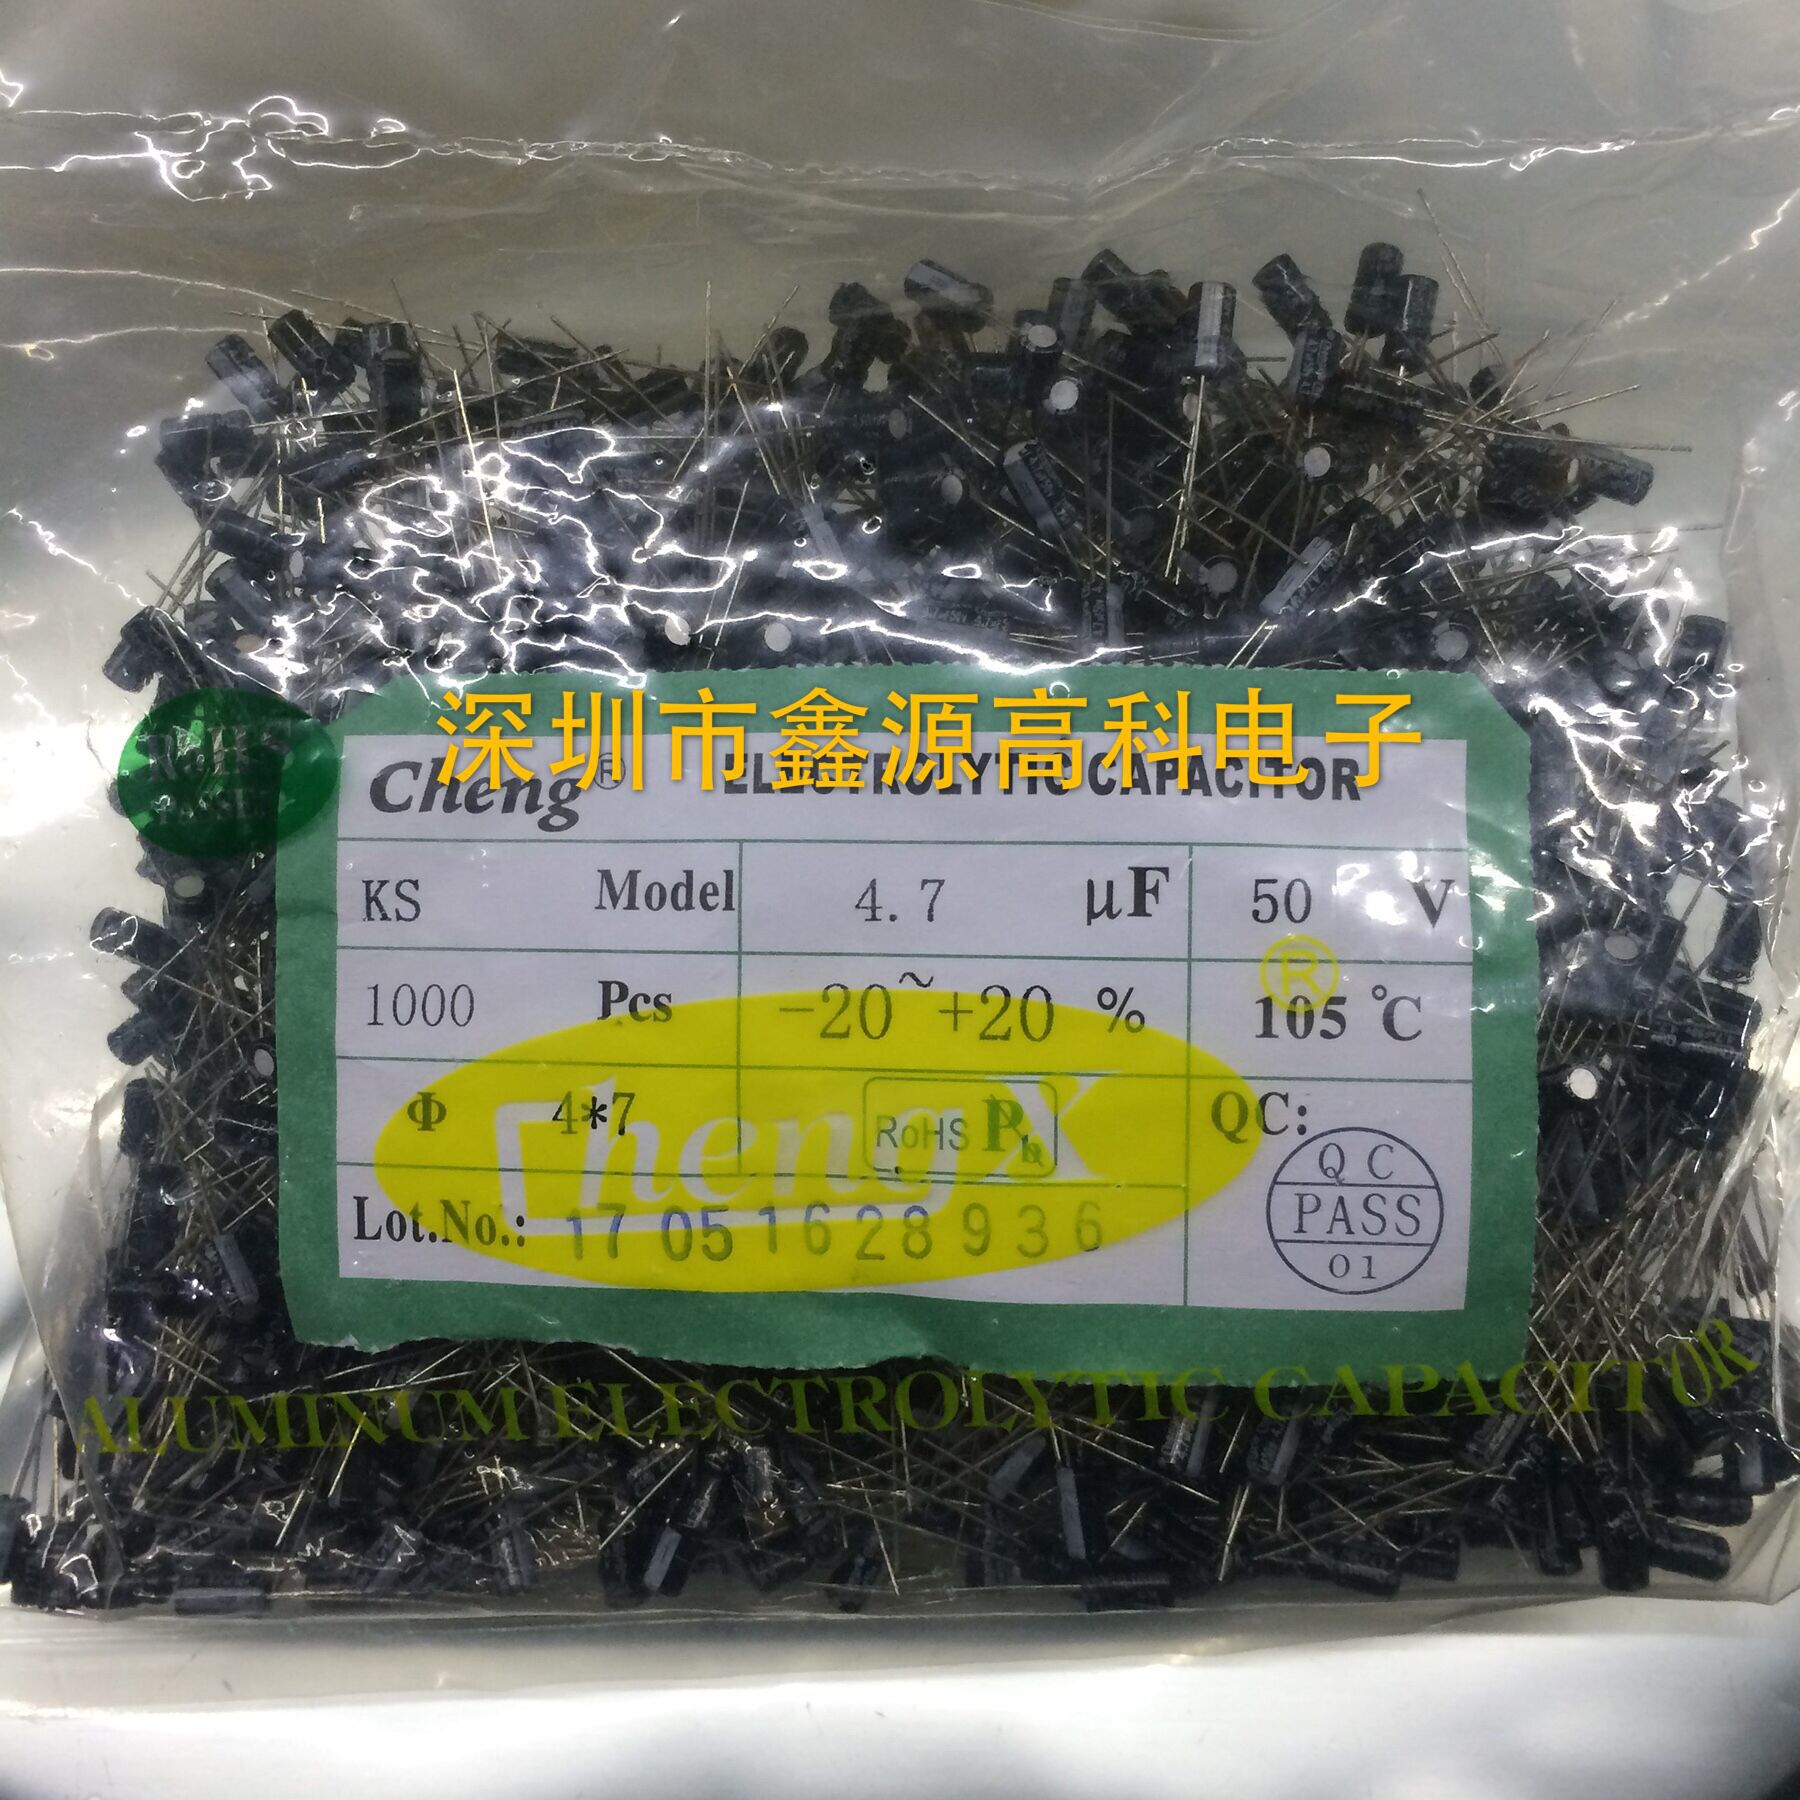 深圳市鑫源高科电子
RoHS
Cheng® ELECTROLYTIC CAPACITOR
KS Model 4.7 μF 50 V
®
1000 Pcs -20~+20 % 105 ℃
Φ 4*7 RoHS Pb QC:
ChengX
QC
PASS
01
Lot.No.: 17 05 16 28 9 3 6
ALUMINUM ELECTROLYTIC CAPACITOR